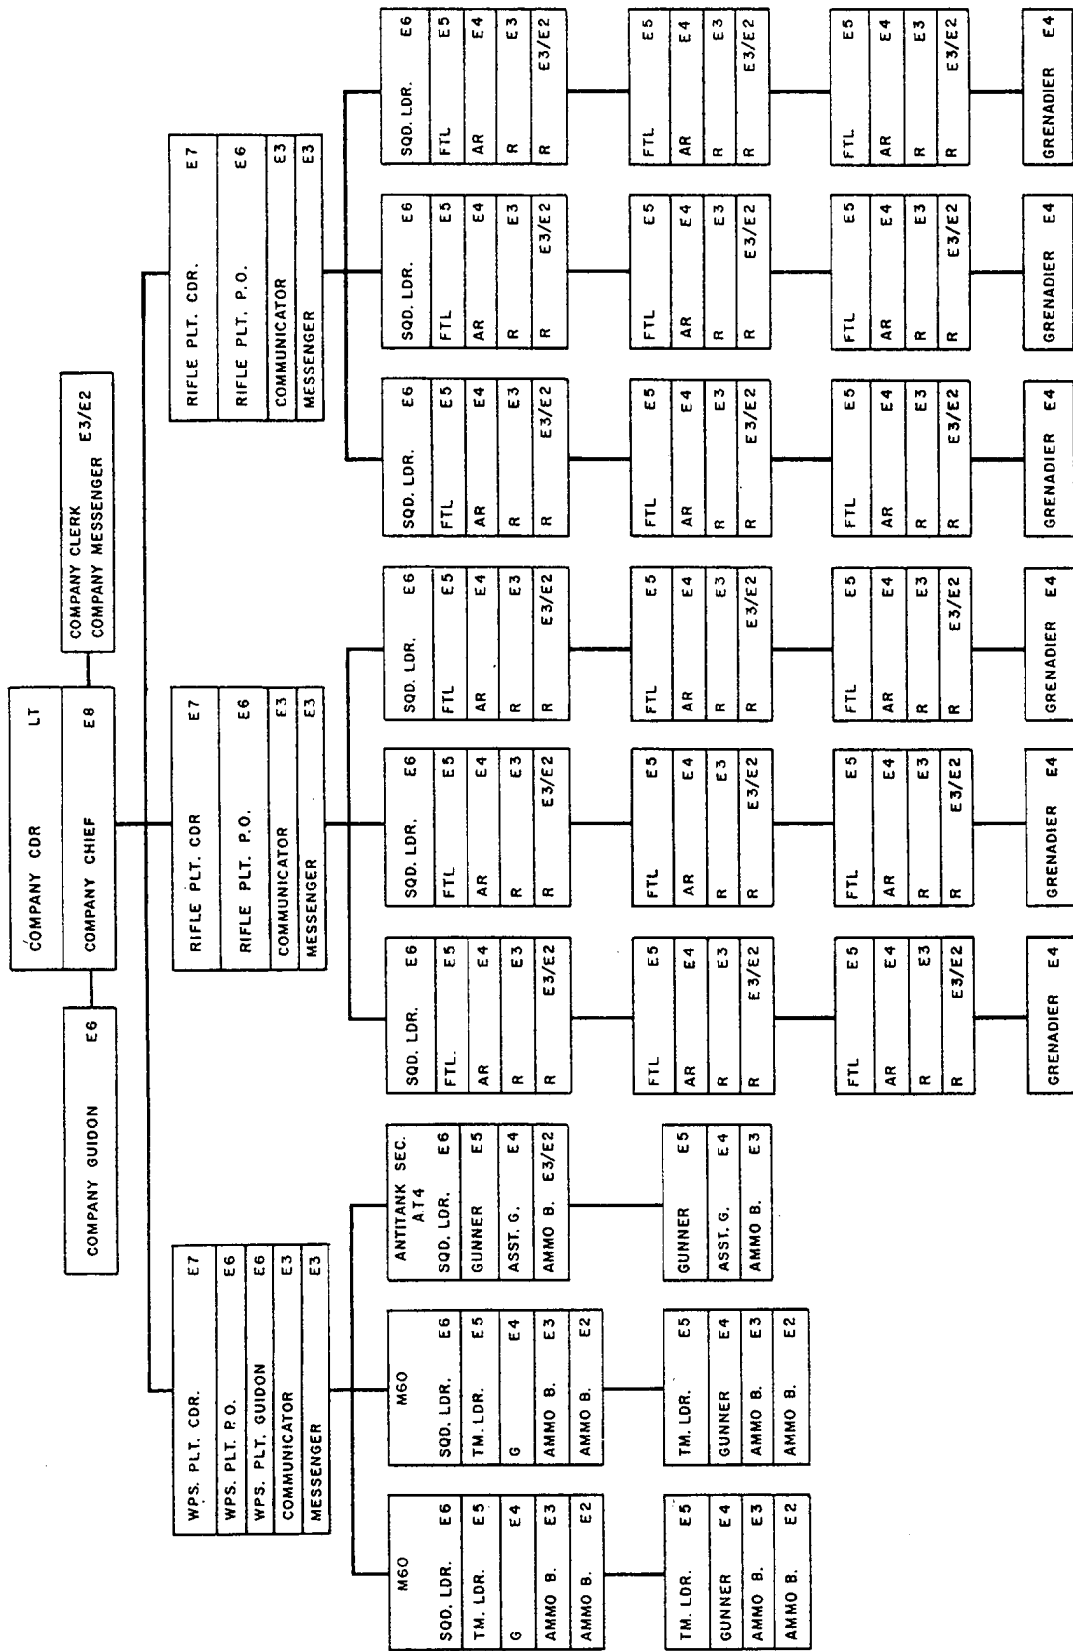 COMPANY CDR LT
COMPANY CHIEF E8
COMPANY GUIDON E6
COMPANY CLERK
COMPANY MESSENGER E3/E2
WPS. PLT. CDR. E7
WPS. PLT. P.O. E6
WPS. PLT. GUIDON E6
COMMUNICATOR E3
MESSENGER E3
RIFLE PLT. CDR E7
RIFLE PLT. P.O. E6
COMMUNICATOR E3
MESSENGER E3
RIFLE PLT. CDR. E7
RIFLE PLT. P.O. E6
COMMUNICATOR E3
MESSENGER E3
M60
SQD. LDR. E6
TM. LDR. E5
G E4
AMMO B. E3
AMMO B. E2
TM. LDR. E5
GUNNER E4
AMMO B. E3
AMMO B. E2
M60
SQD. LDR. E6
TM. LDR. E5
G E4
AMMO B. E3
AMMO B. E2
TM. LDR. E5
GUNNER E4
AMMO B. E3
AMMO B. E2
ANTITANK SEC.
AT4
SQD. LDR. E6
GUNNER E5
ASST. G. E4
AMMO B. E3/E2
GUNNER E5
ASST. G. E4
AMMO B. E3
SQD. LDR. E6
FTL. E5
AR E4
R E3
R E3/E2
FTL E5
AR E4
R E3
R E3/E2
FTL E5
AR E4
R E3
R E3/E2
GRENADIER E4
SQD. LDR. E6
FTL E5
AR E4
R E3
R E3/E2
FTL E5
AR E4
R E3
R E3/E2
FTL E5
AR E4
R E3
R E3/E2
GRENADIER E4
SQD. LDR. E6
FTL E5
AR E4
R E3
R E3/E2
FTL E5
AR E4
R E3
R E3/E2
FTL E5
AR E4
R E3
R E3/E2
GRENADIER E4
SQD. LDR. E6
FTL E5
AR E4
R E3
R E3/E2
FTL E5
AR E4
R E3
R E3/E2
FTL E5
AR E4
R E3
R E3/E2
GRENADIER E4
SQD. LDR. E6
FTL E5
AR E4
R E3
R E3/E2
FTL E5
AR E4
R E3
R E3/E2
FTL E5
AR E4
R E3
R E3/E2
GRENADIER E4
SQD. LDR. E6
FTL E5
AR E4
R E3
R E3/E2
FTL E5
AR E4
R E3
R E3/E2
FTL E5
AR E4
R E3
R E3/E2
GRENADIER E4